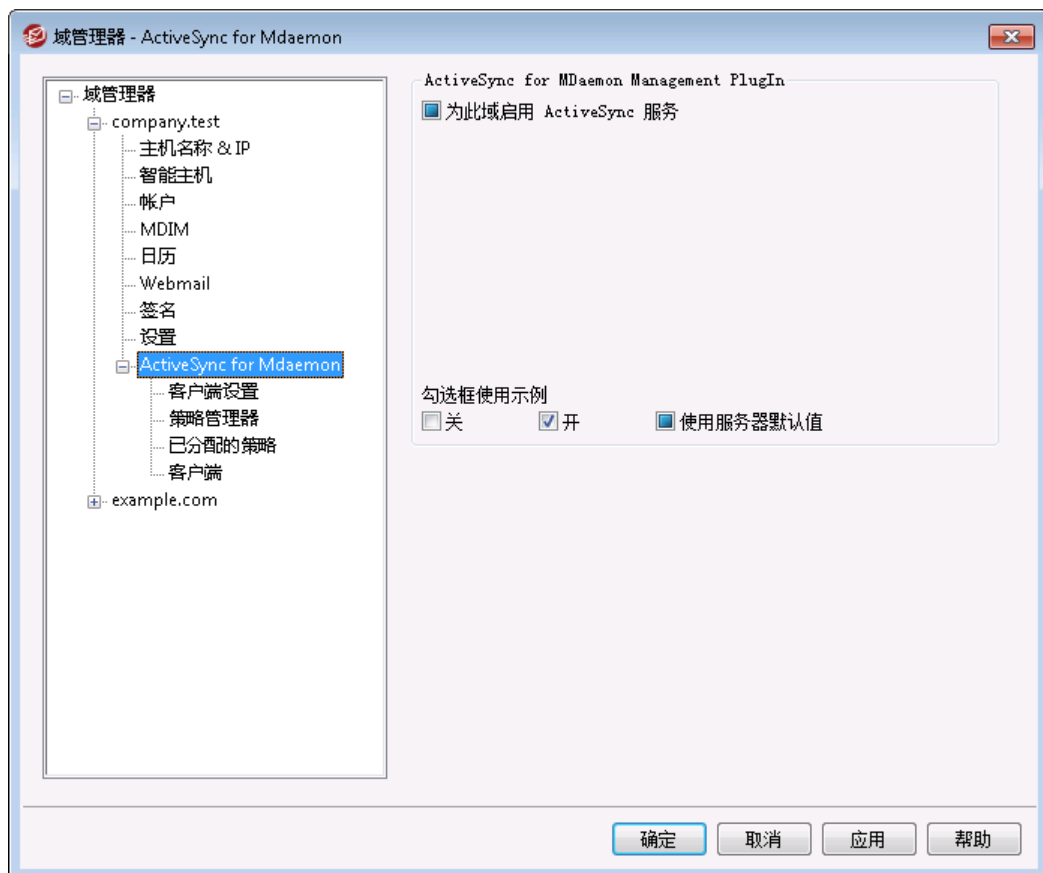 域管理器 - ActiveSync for Mdaemon
域管理器
company.test
主机名称 & IP
智能主机
帐户
MDIM
日历
Webmail
签名
设置
ActiveSync for Mdaemon
客户端设置
策略管理器
已分配的策略
客户端
example.com
ActiveSync for MDaemon Management PlugIn
为此域启用 ActiveSync 服务
勾选框使用示例
关 开 使用服务器默认值
确定 取消 应用 帮助